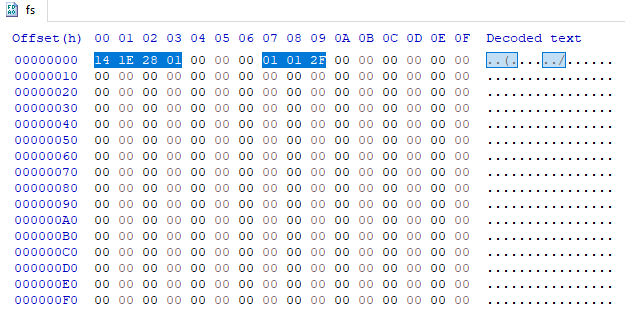 fs
Offset(h) 00 01 02 03 04 05 06 07 08 09 0A 0B 0C 0D 0E 0F Decoded text
00000000 14 1E 28 01 00 00 00 01 01 2F 00 00 00 00 00 00 ..(....../......
00000010 00 00 00 00 00 00 00 00 00 00 00 00 00 00 00 00 ................
00000020 00 00 00 00 00 00 00 00 00 00 00 00 00 00 00 00 ................
00000030 00 00 00 00 00 00 00 00 00 00 00 00 00 00 00 00 ................
00000040 00 00 00 00 00 00 00 00 00 00 00 00 00 00 00 00 ................
00000050 00 00 00 00 00 00 00 00 00 00 00 00 00 00 00 00 ................
00000060 00 00 00 00 00 00 00 00 00 00 00 00 00 00 00 00 ................
00000070 00 00 00 00 00 00 00 00 00 00 00 00 00 00 00 00 ................
00000080 00 00 00 00 00 00 00 00 00 00 00 00 00 00 00 00 ................
00000090 00 00 00 00 00 00 00 00 00 00 00 00 00 00 00 00 ................
000000A0 00 00 00 00 00 00 00 00 00 00 00 00 00 00 00 00 ................
000000B0 00 00 00 00 00 00 00 00 00 00 00 00 00 00 00 00 ................
000000C0 00 00 00 00 00 00 00 00 00 00 00 00 00 00 00 00 ................
000000D0 00 00 00 00 00 00 00 00 00 00 00 00 00 00 00 00 ................
000000E0 00 00 00 00 00 00 00 00 00 00 00 00 00 00 00 00 ................
000000F0 00 00 00 00 00 00 00 00 00 00 00 00 00 00 00 00 ................